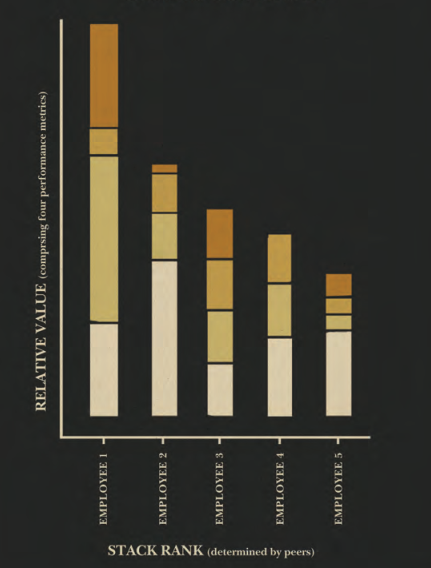 RELATIVE VALUE (comprsing four performance metrics)
EMPLOYEE 1
EMPLOYEE 2
EMPLOYEE 3
EMPLOYEE 4
EMPLOYEE 5
STACK RANK (determined by peers)